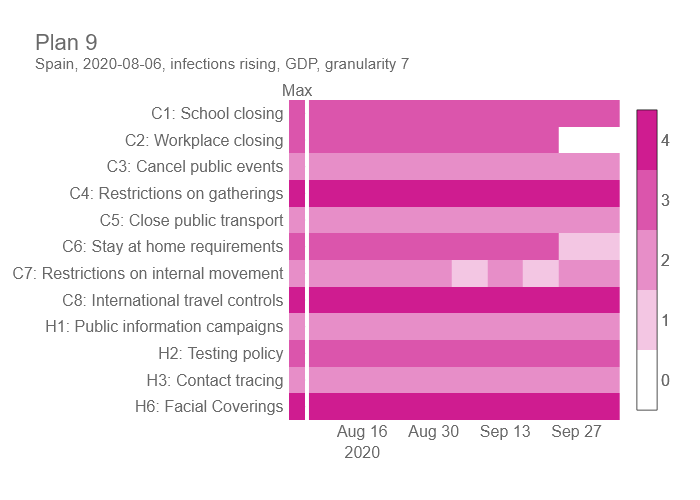 Plan 9
Spain, 2020-08-06, infections rising, GDP, granularity 7
Max
C1: School closing
C2: Workplace closing
C3: Cancel public events
C4: Restrictions on gatherings
C5: Close public transport
C6: Stay at home requirements
C7: Restrictions on internal movement
C8: International travel controls
H1: Public information campaigns
H2: Testing policy
H3: Contact tracing
H6: Facial Coverings
Aug 16 Aug 30 Sep 13 Sep 27
2020
4
3
2
1
0